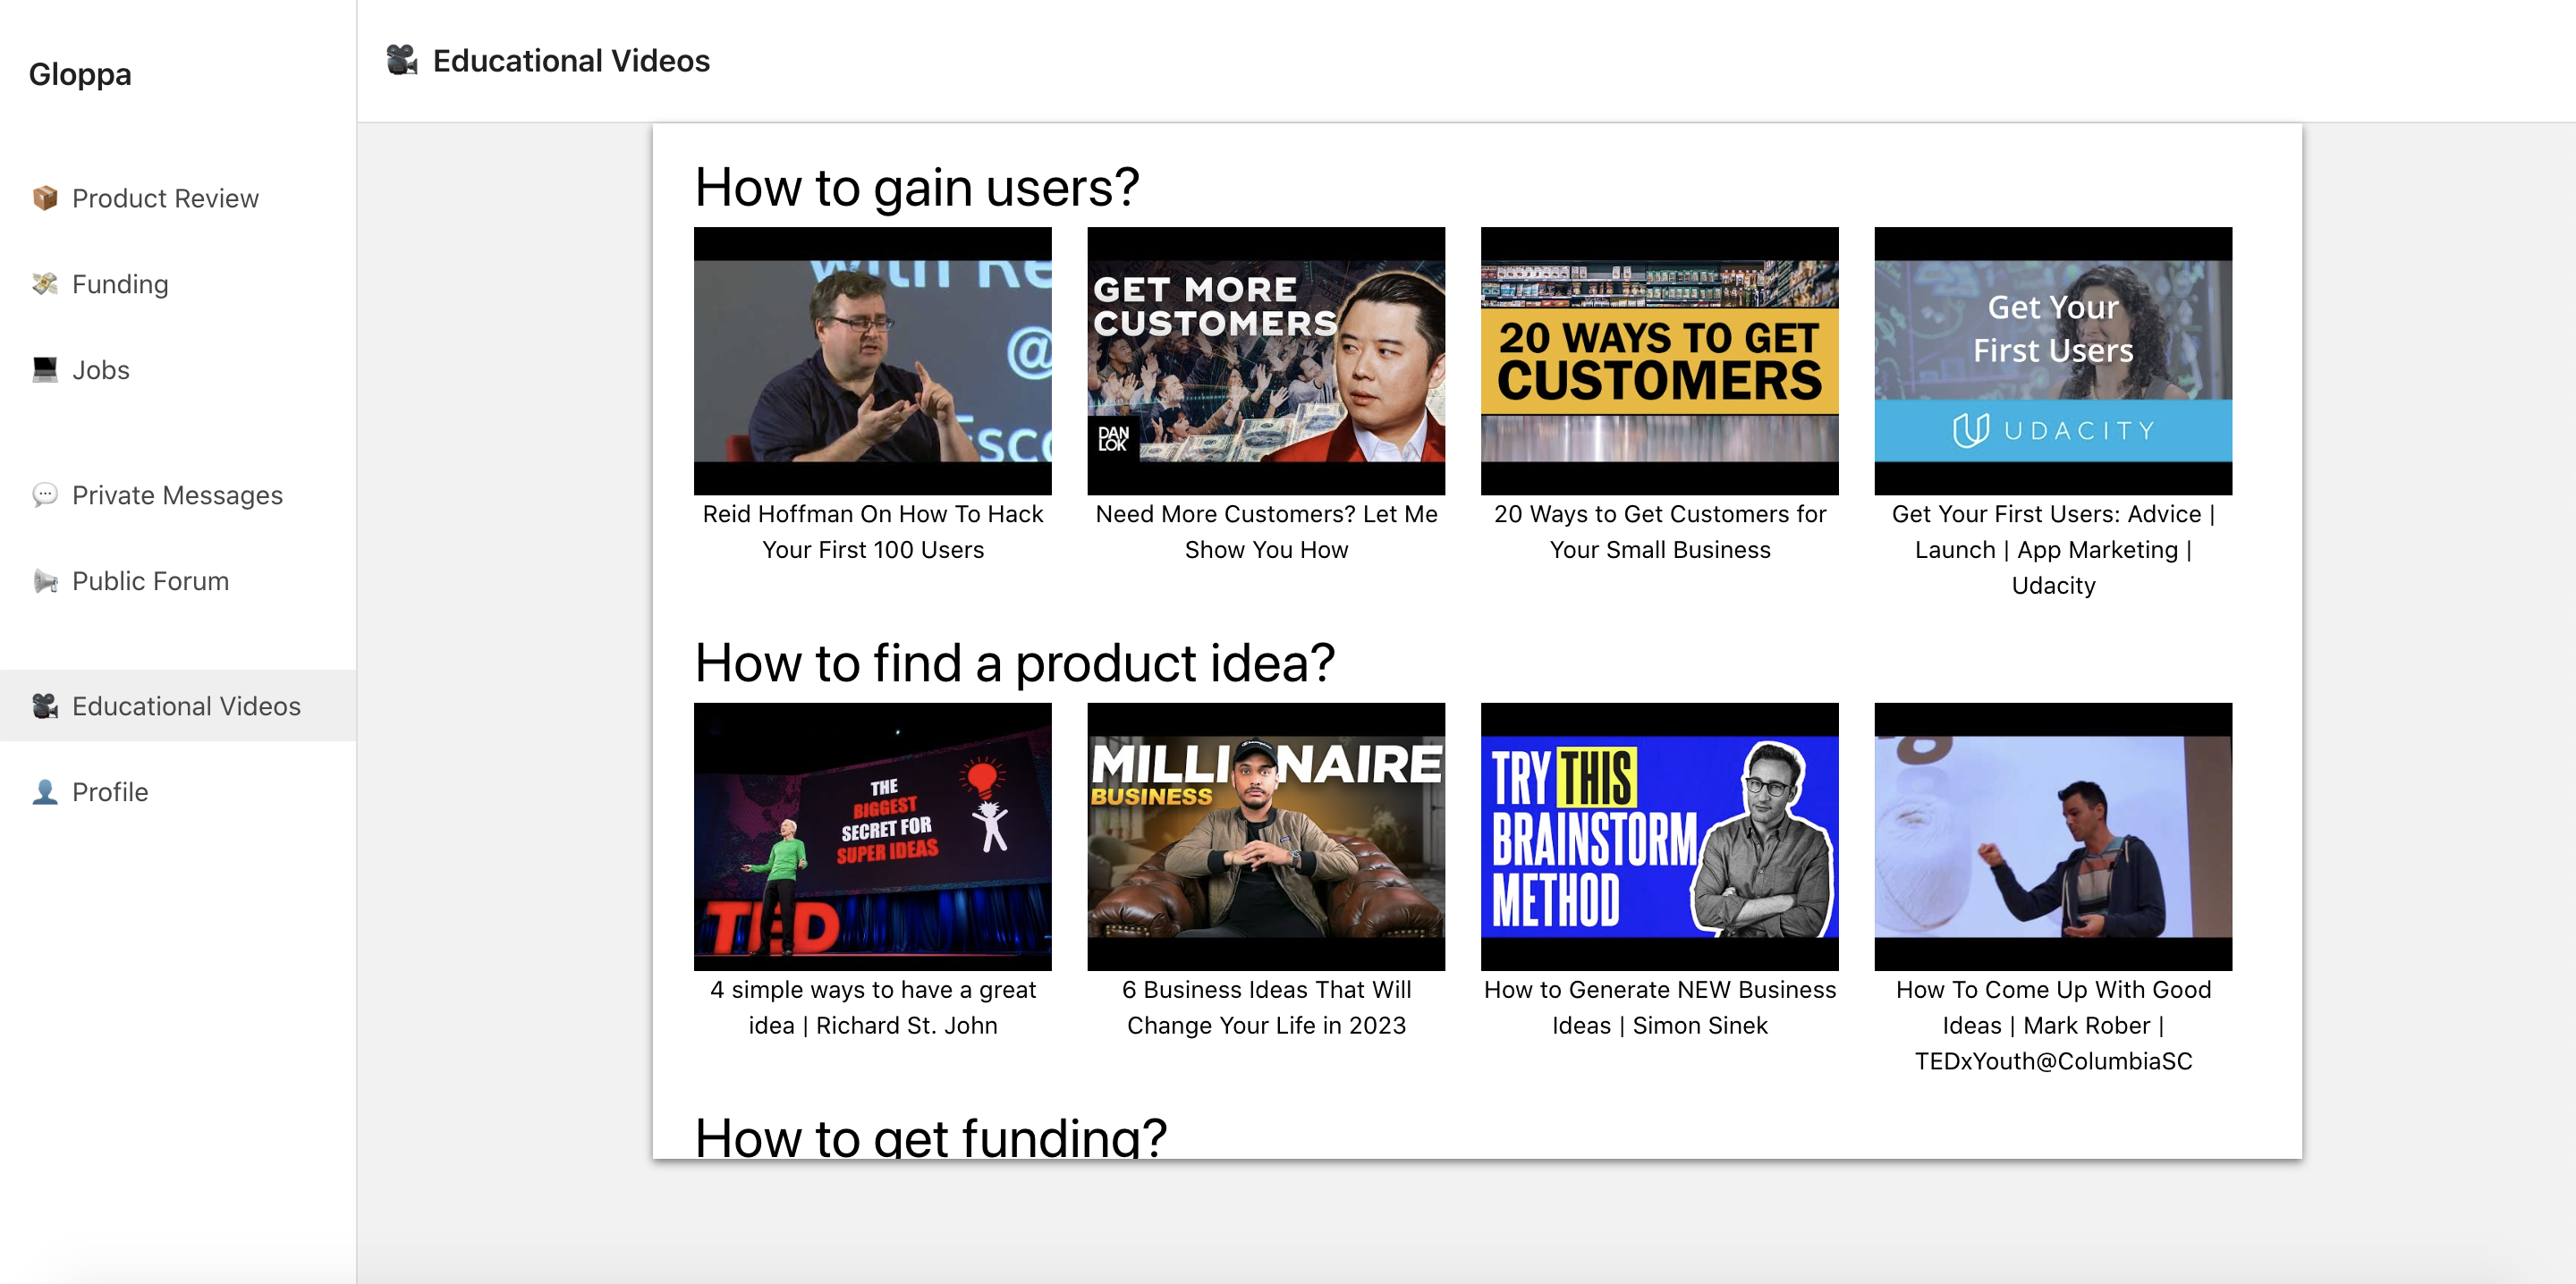 Gloppa
Product Review
Funding
Jobs
Private Messages
Public Forum
Educational Videos
Profile
Educational Videos
How to gain users?
with Re
@
Esco
Reid Hoffman On How To Hack
Your First 100 Users
GET MORE
CUSTOMERS
DAN
LOK
Need More Customers? Let Me
Show You How
20 WAYS TO GET
CUSTOMERS
20 Ways to Get Customers for
Your Small Business
Get Your
First Users
UDACITY
Get Your First Users: Advice |
Launch | App Marketing |
Udacity
How to find a product idea?
THE
BIGGEST
SECRET FOR
SUPER IDEAS
TED
4 simple ways to have a great
idea | Richard St. John
MILLI NAIRE
BUSINESS
6 Business Ideas That Will
Change Your Life in 2023
TRY THIS
BRAINSTORM
METHOD
How to Generate NEW Business
Ideas | Simon Sinek
How To Come Up With Good
Ideas | Mark Rober |
TEDxYouth@ColumbiaSC
How to get funding?